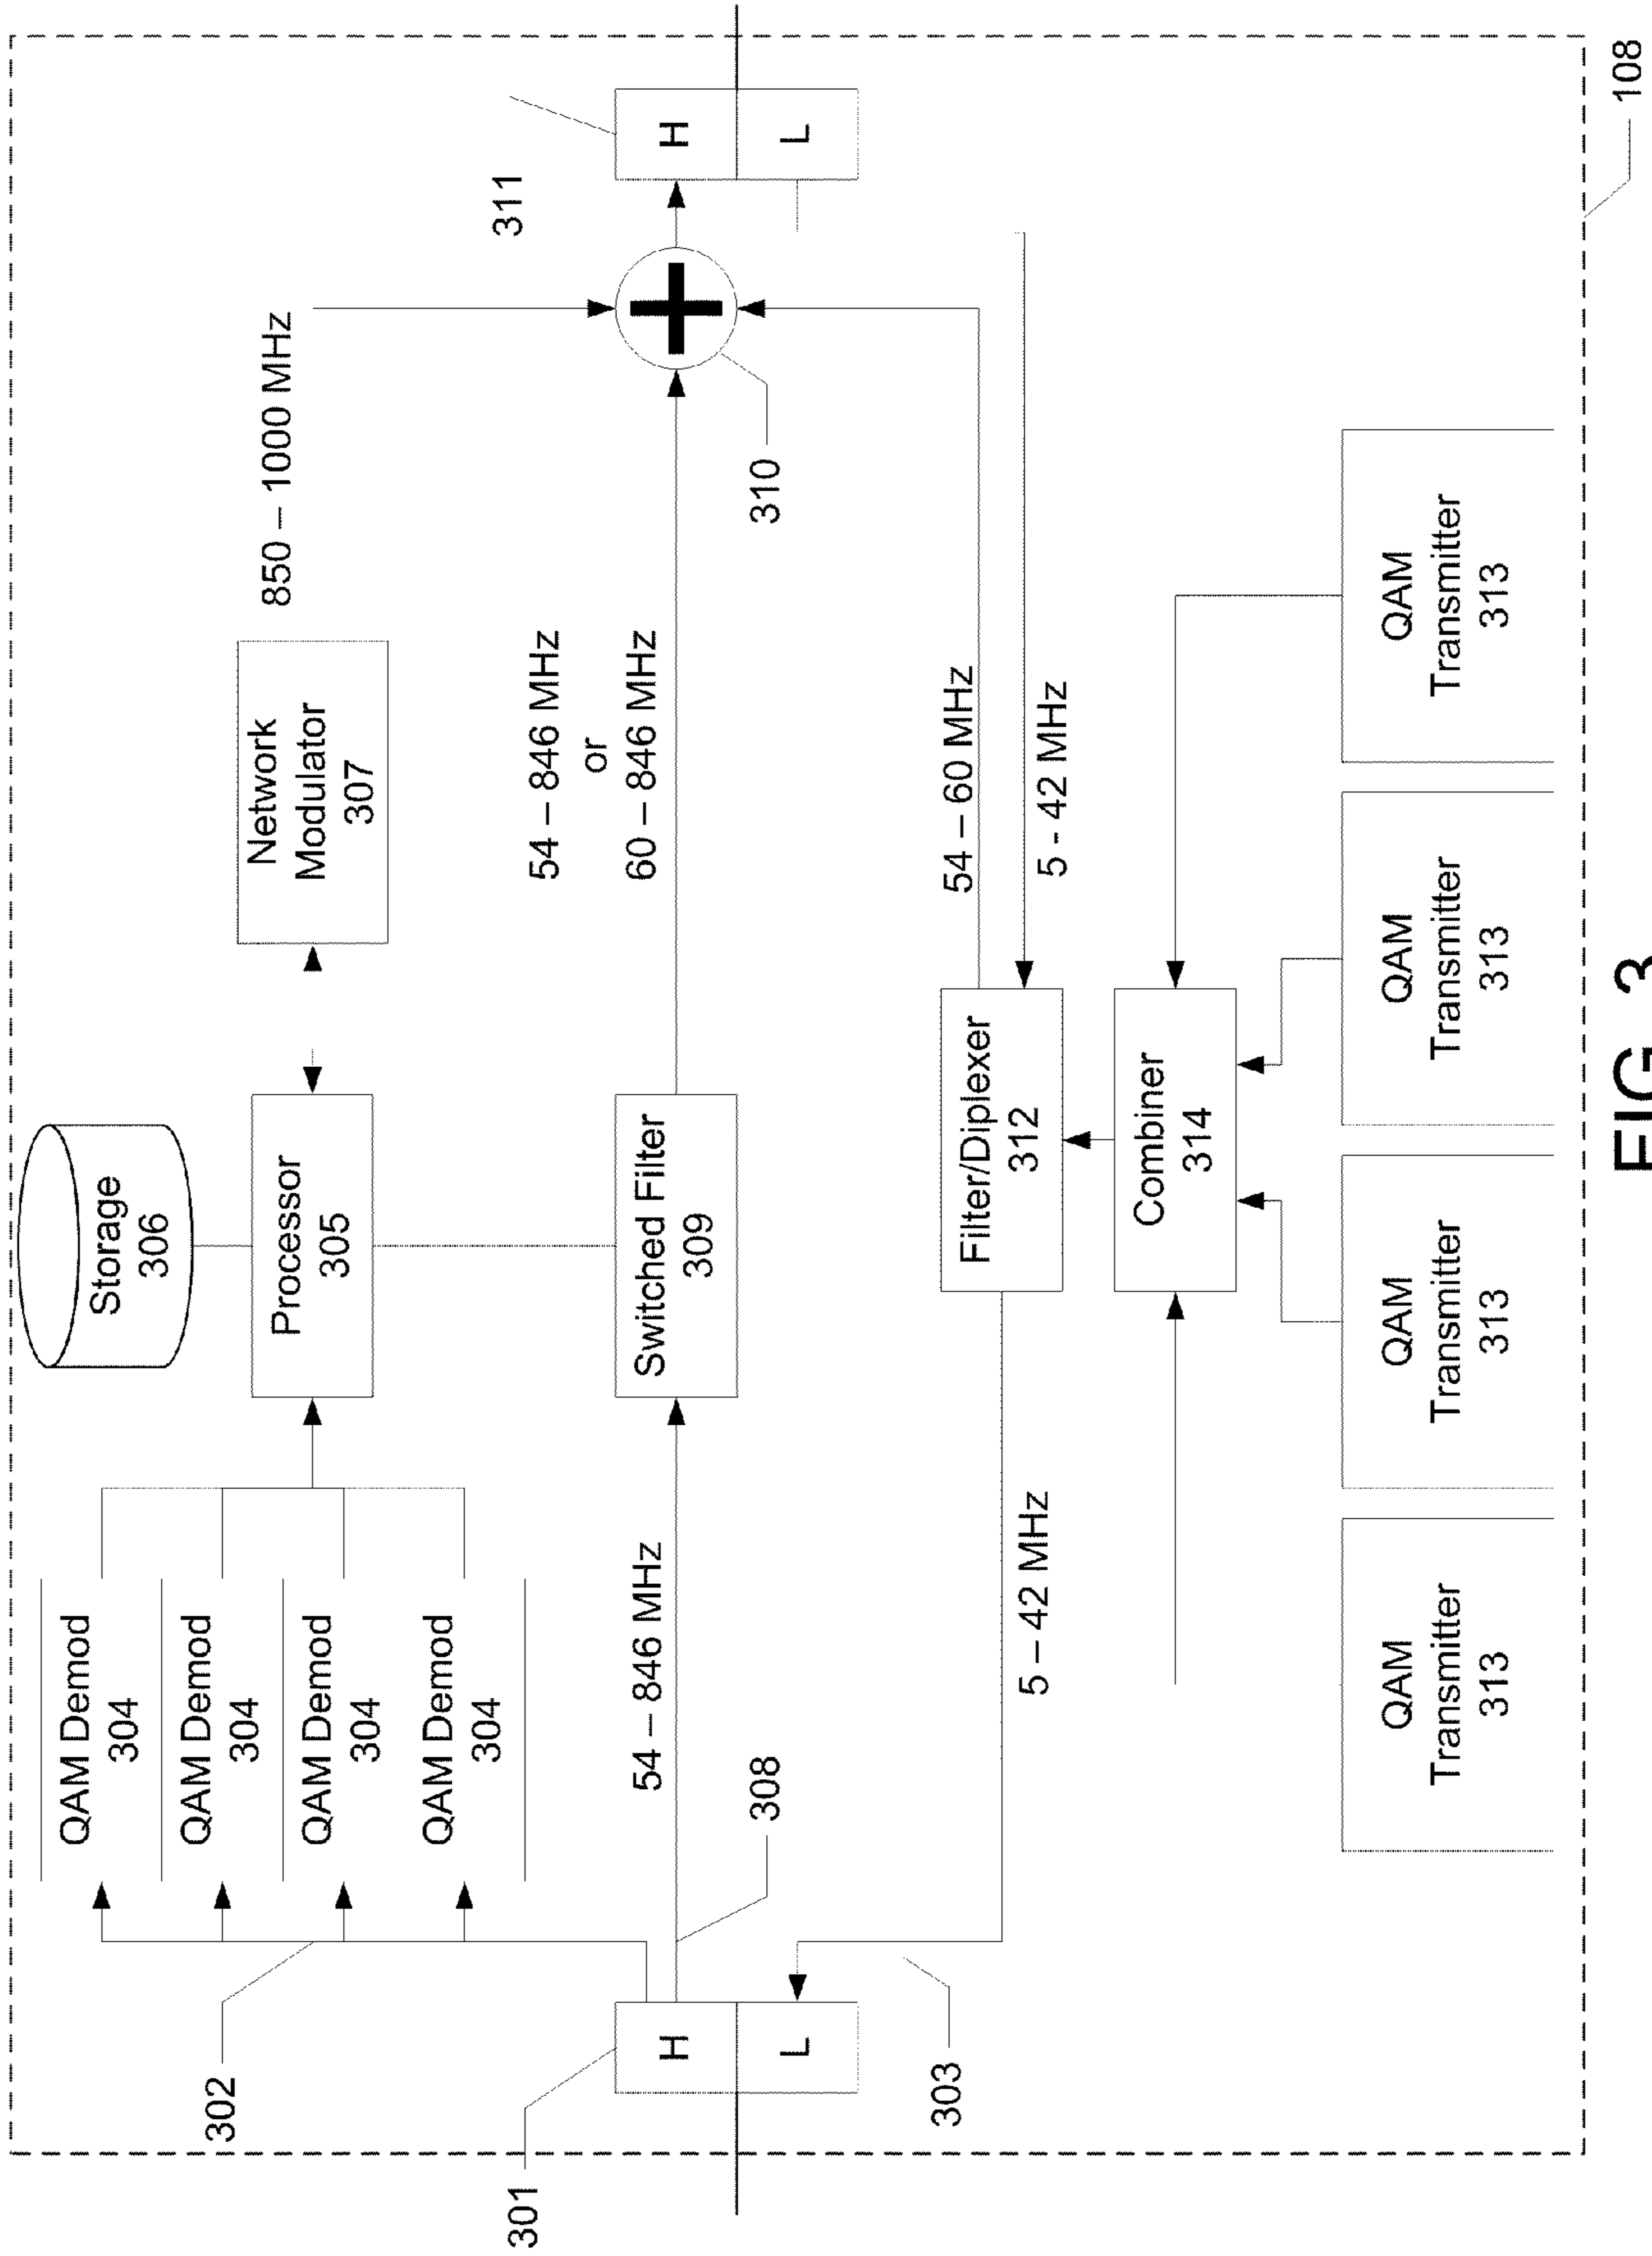 Storage
306
QAM Demod
304
QAM Demod
304
QAM Demod
304
QAM Demod
304
302
Processor
305
Network
Modulator
307
850 – 1000 MHz
311
301
H
L
54 – 846 MHz
308
Switched Filter
309
54 – 846 MHz
or
60 – 846 MHz
310
H
L
303
5 – 42 MHz
Filter/Diplexer
312
54 – 60 MHz
5 - 42 MHz
Combiner
314
QAM
Transmitter
313
QAM
Transmitter
313
QAM
Transmitter
313
QAM
Transmitter
313
108
FIG 3